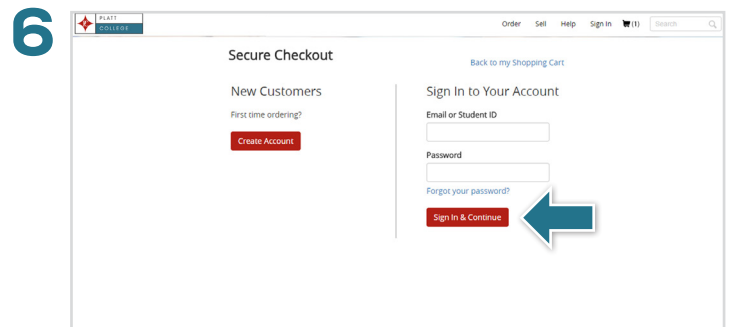 6
PLATT
COLLEGE
Order Sell Help Sign In (1) Search
Secure Checkout
Back to my Shopping Cart
New Customers
First time ordering?
Create Account
Sign In to Your Account
Email or Student ID
Password
Forgot your password?
Sign In & Continue